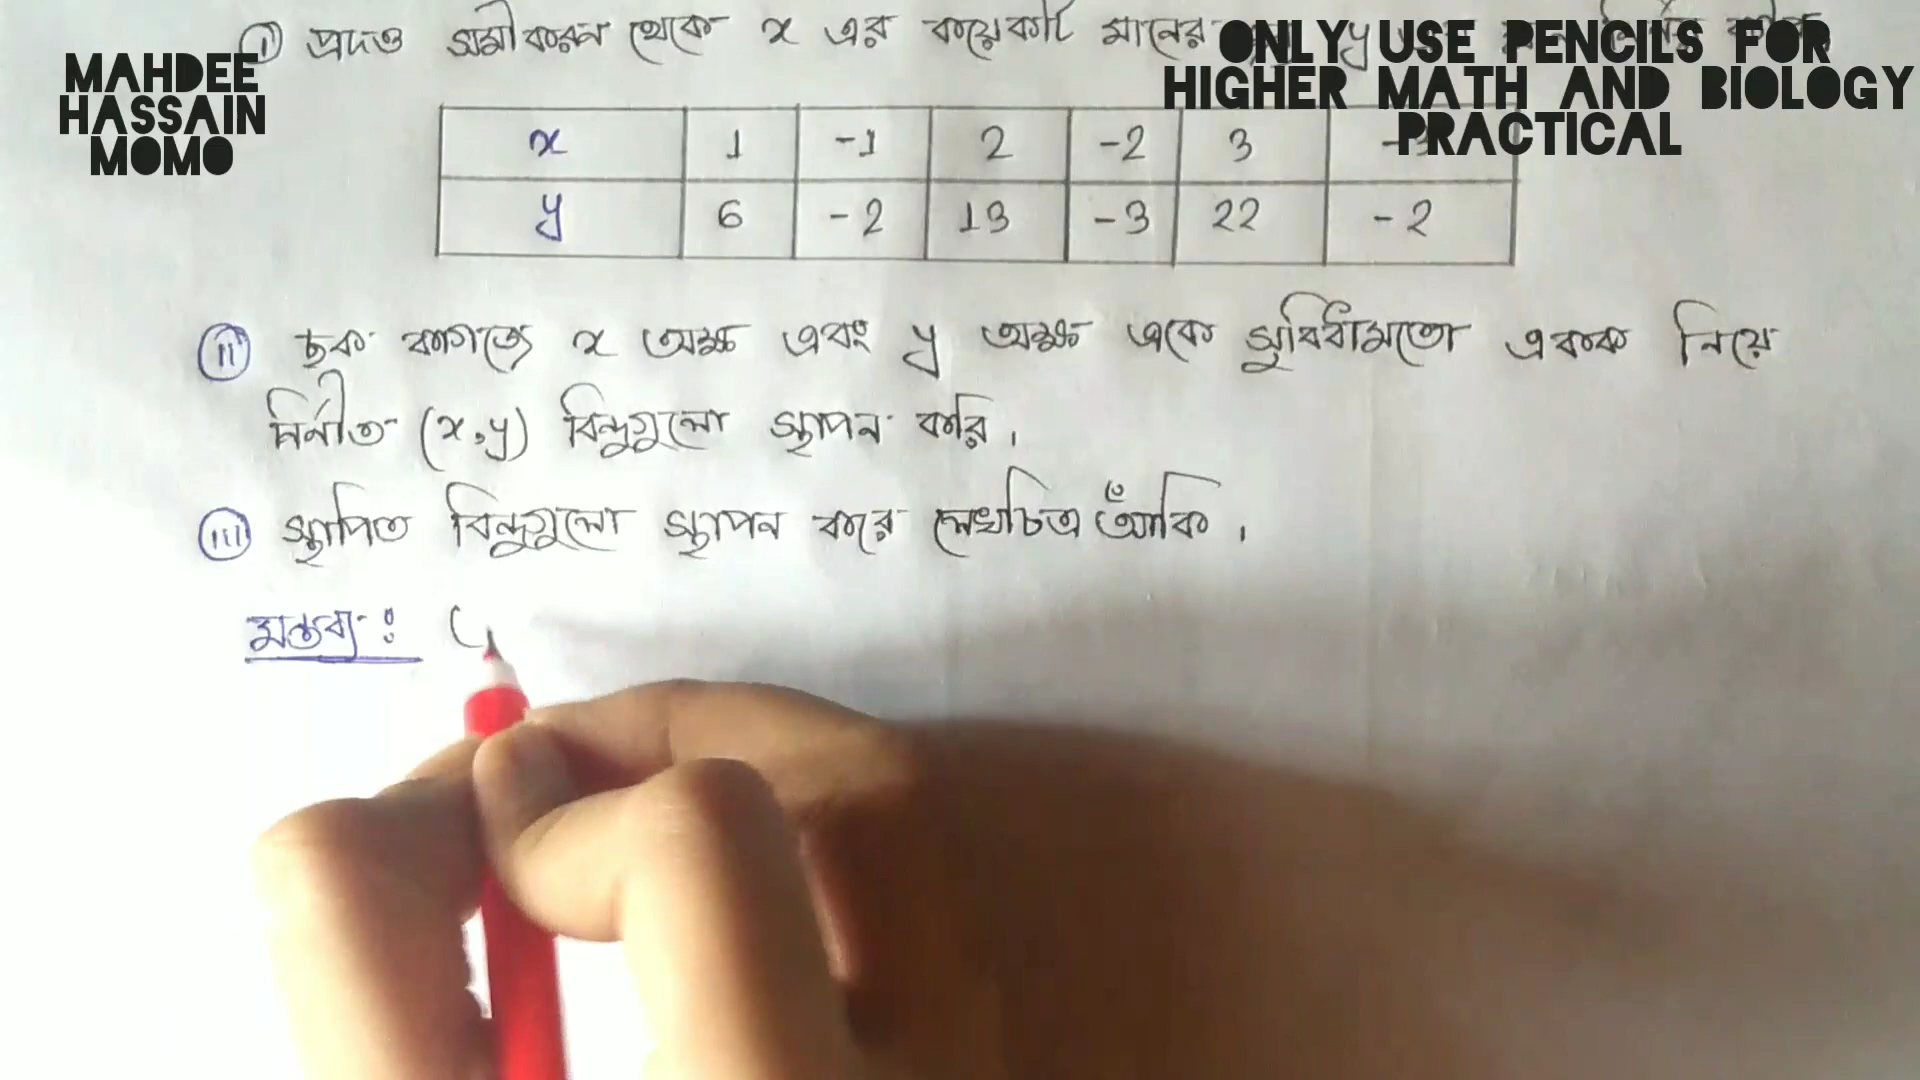 MAHDEE
HASSAIN
MOMO
ONLY USE PENCILS FOR
HIGHER MATH AND BIOLOGY
PRACTICAL
(i) প্রদত্ত সমীকরন থেকে x এর কয়েকটি মানের
x 1 -1 2 -2 3
y 6 -2 13 -3 22 -2
(ii) ছক কাগজে x অক্ষ এবং y অক্ষ একে সুবিধামতো একক নিয়ে
নির্নীত (x,y) বিন্দুগুলো স্থাপন করি।
(iii) স্থাপিত বিন্দুগুলো স্থাপন করে লেখচিত্র আঁকি।
মন্তব্য: